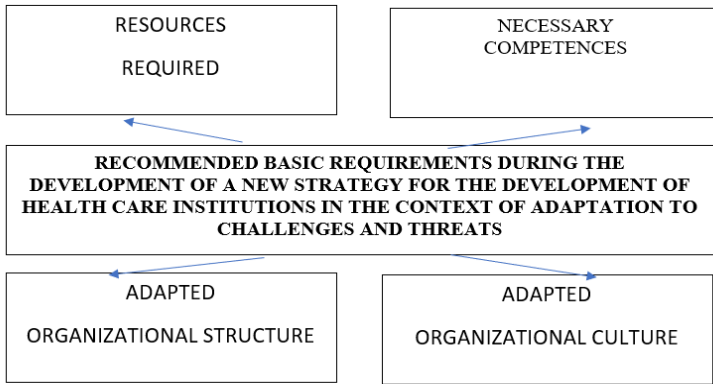 RESOURCES
REQUIRED
NECESSARY
COMPETENCES
RECOMMENDED BASIC REQUIREMENTS DURING THE
DEVELOPMENT OF A NEW STRATEGY FOR THE DEVELOPMENT OF
HEALTH CARE INSTITUTIONS IN THE CONTEXT OF ADAPTATION TO
CHALLENGES AND THREATS
ADAPTED
ORGANIZATIONAL STRUCTURE
ADAPTED
ORGANIZATIONAL CULTURE